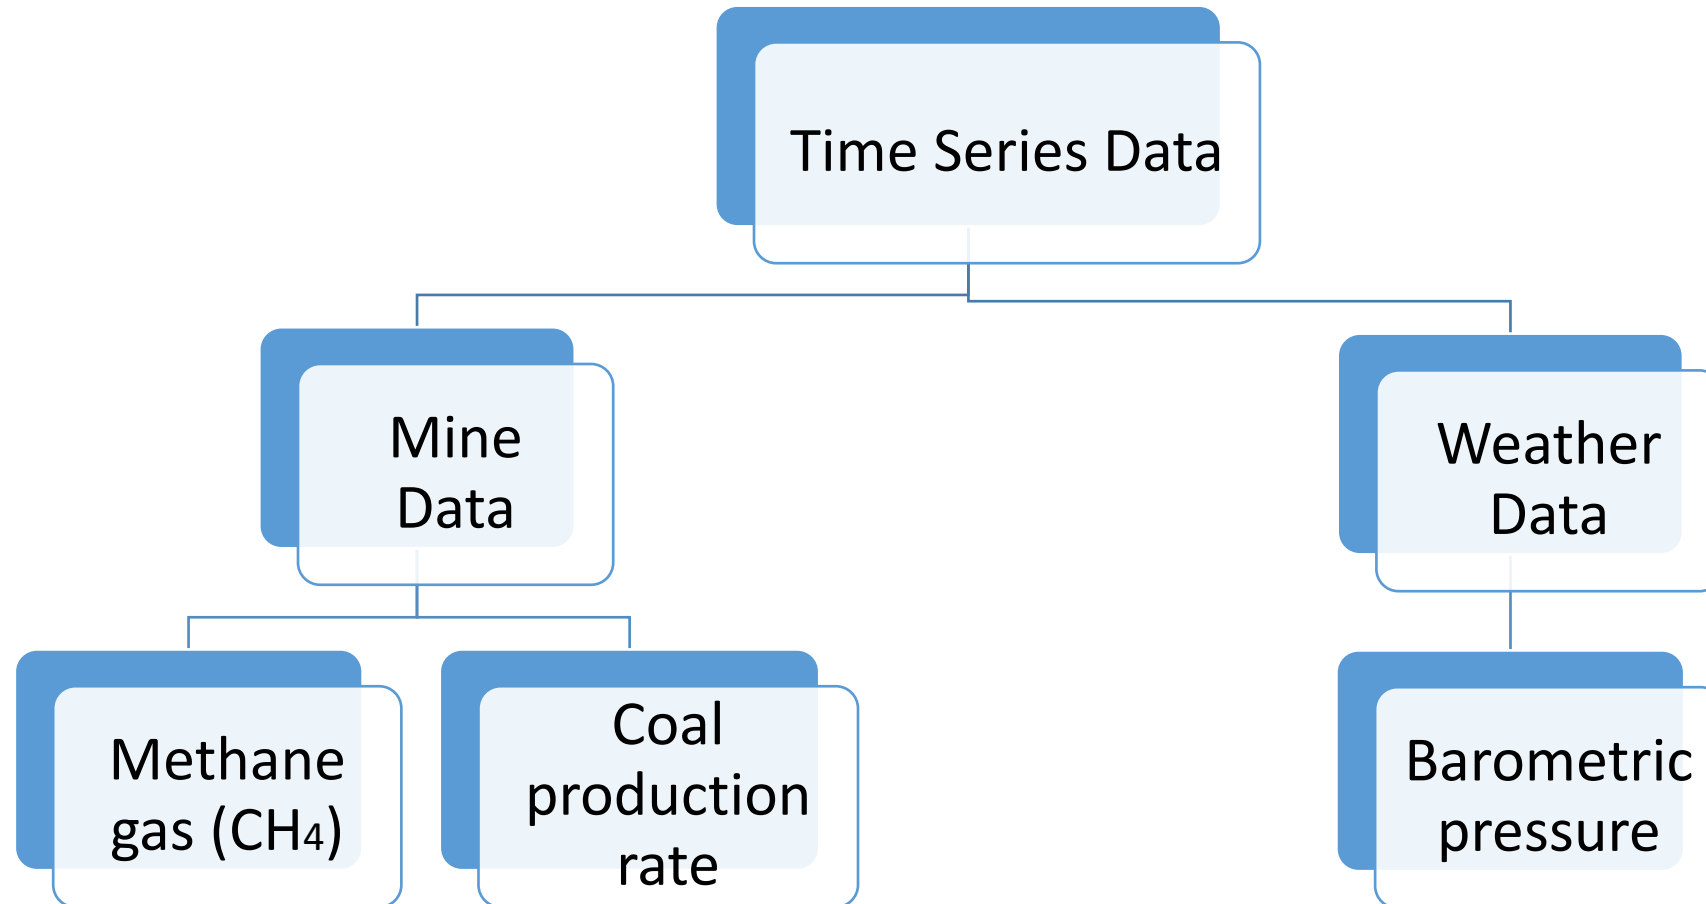 Time Series Data
Mine
Data
Weather
Data
Methane
gas (CH₄)
Coal
production
rate
Barometric
pressure